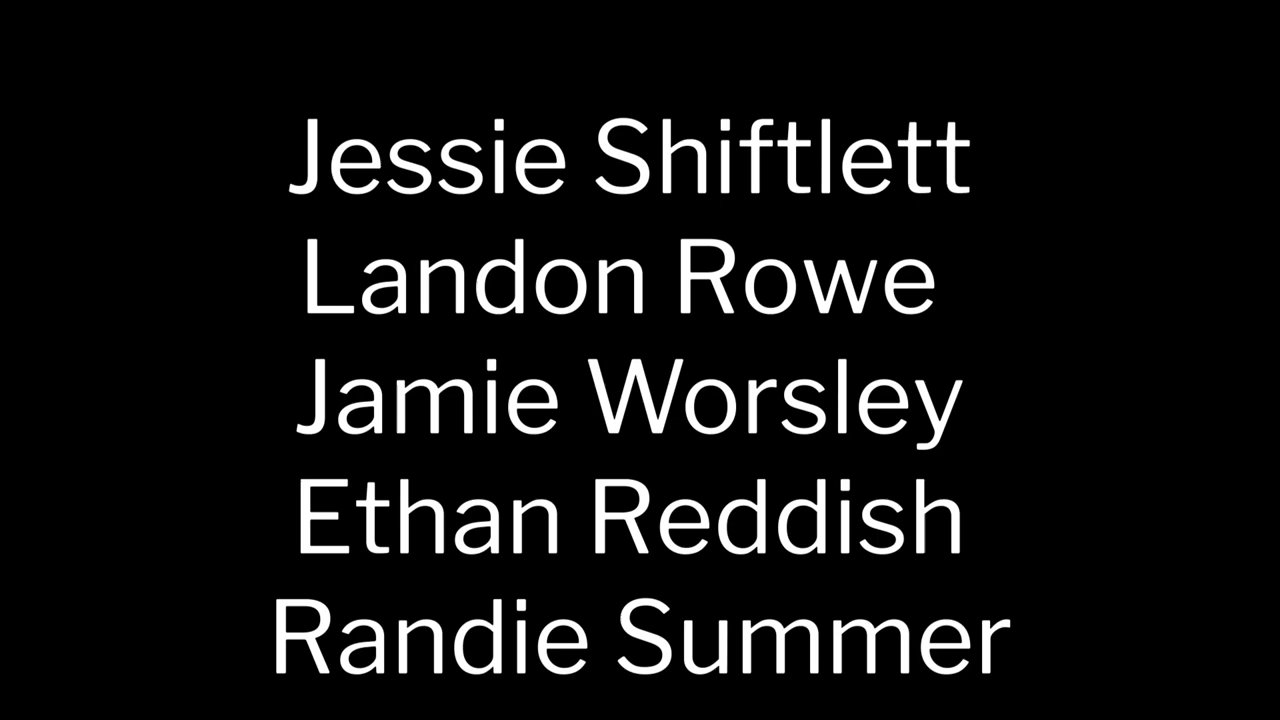 Jessie Shiftlett
Landon Rowe
Jamie Worsley
Ethan Reddish
Randie Summer